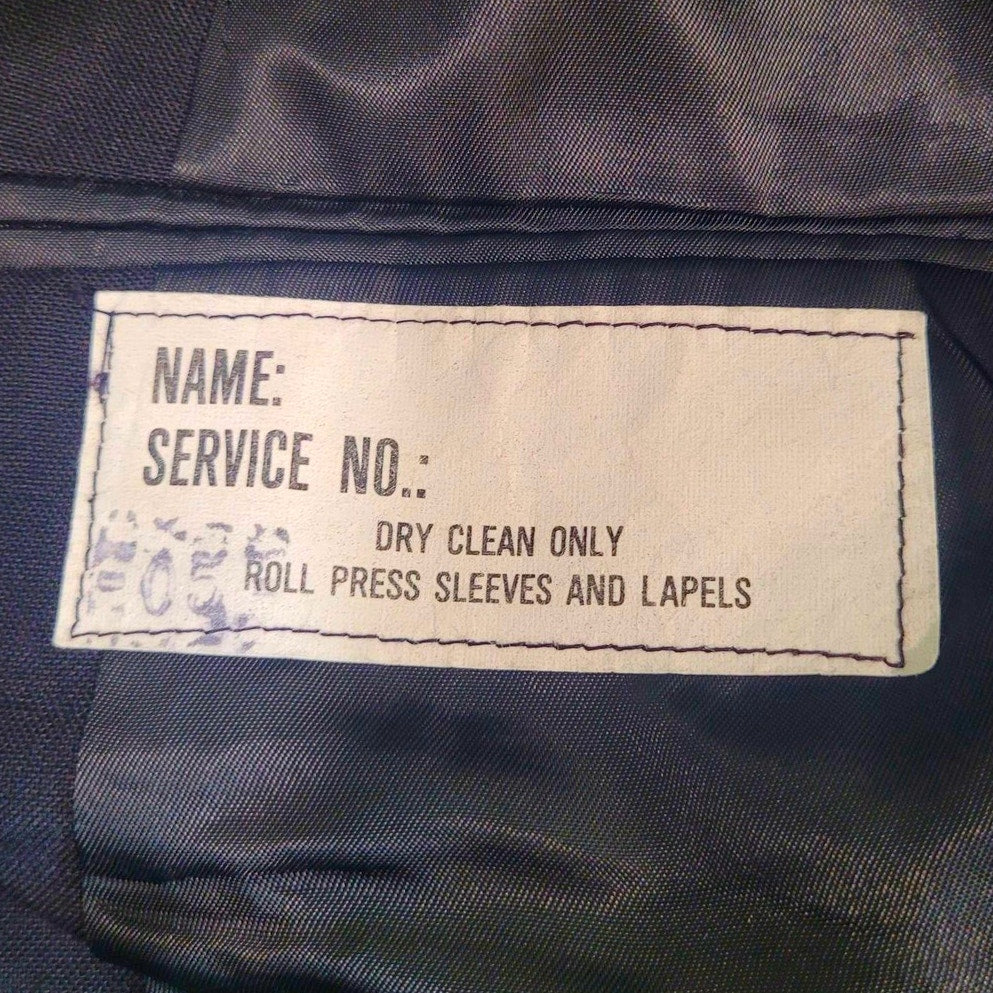 NAME:
SERVICE NO.:
DRY CLEAN ONLY
ROLL PRESS SLEEVES AND LAPELS